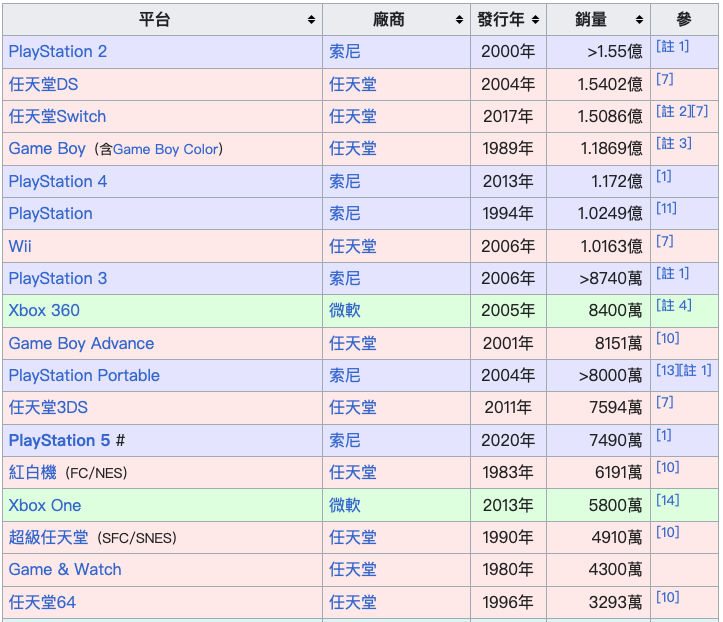 平台 廠商 發行年 銷量 參
PlayStation 2 索尼 2000年 >1.55億 [註 1]
任天堂DS 任天堂 2004年 1.5402億 [7]
任天堂Switch 任天堂 2017年 1.5086億 [註 2][7]
Game Boy (含Game Boy Color) 任天堂 1989年 1.1869億 [註 3]
PlayStation 4 索尼 2013年 1.172億 [1]
PlayStation 索尼 1994年 1.0249億 [11]
Wii 任天堂 2006年 1.0163億 [7]
PlayStation 3 索尼 2006年 >8740萬 [註 1]
Xbox 360 微軟 2005年 8400萬 [註 4]
Game Boy Advance 任天堂 2001年 8151萬 [10]
PlayStation Portable 索尼 2004年 >8000萬 [13][註 1]
任天堂3DS 任天堂 2011年 7594萬 [7]
PlayStation 5 # 索尼 2020年 7490萬 [1]
紅白機 (FC/NES) 任天堂 1983年 6191萬 [10]
Xbox One 微軟 2013年 5800萬 [14]
超級任天堂 (SFC/SNES) 任天堂 1990年 4910萬 [10]
Game & Watch 任天堂 1980年 4300萬
任天堂64 任天堂 1996年 3293萬 [10]